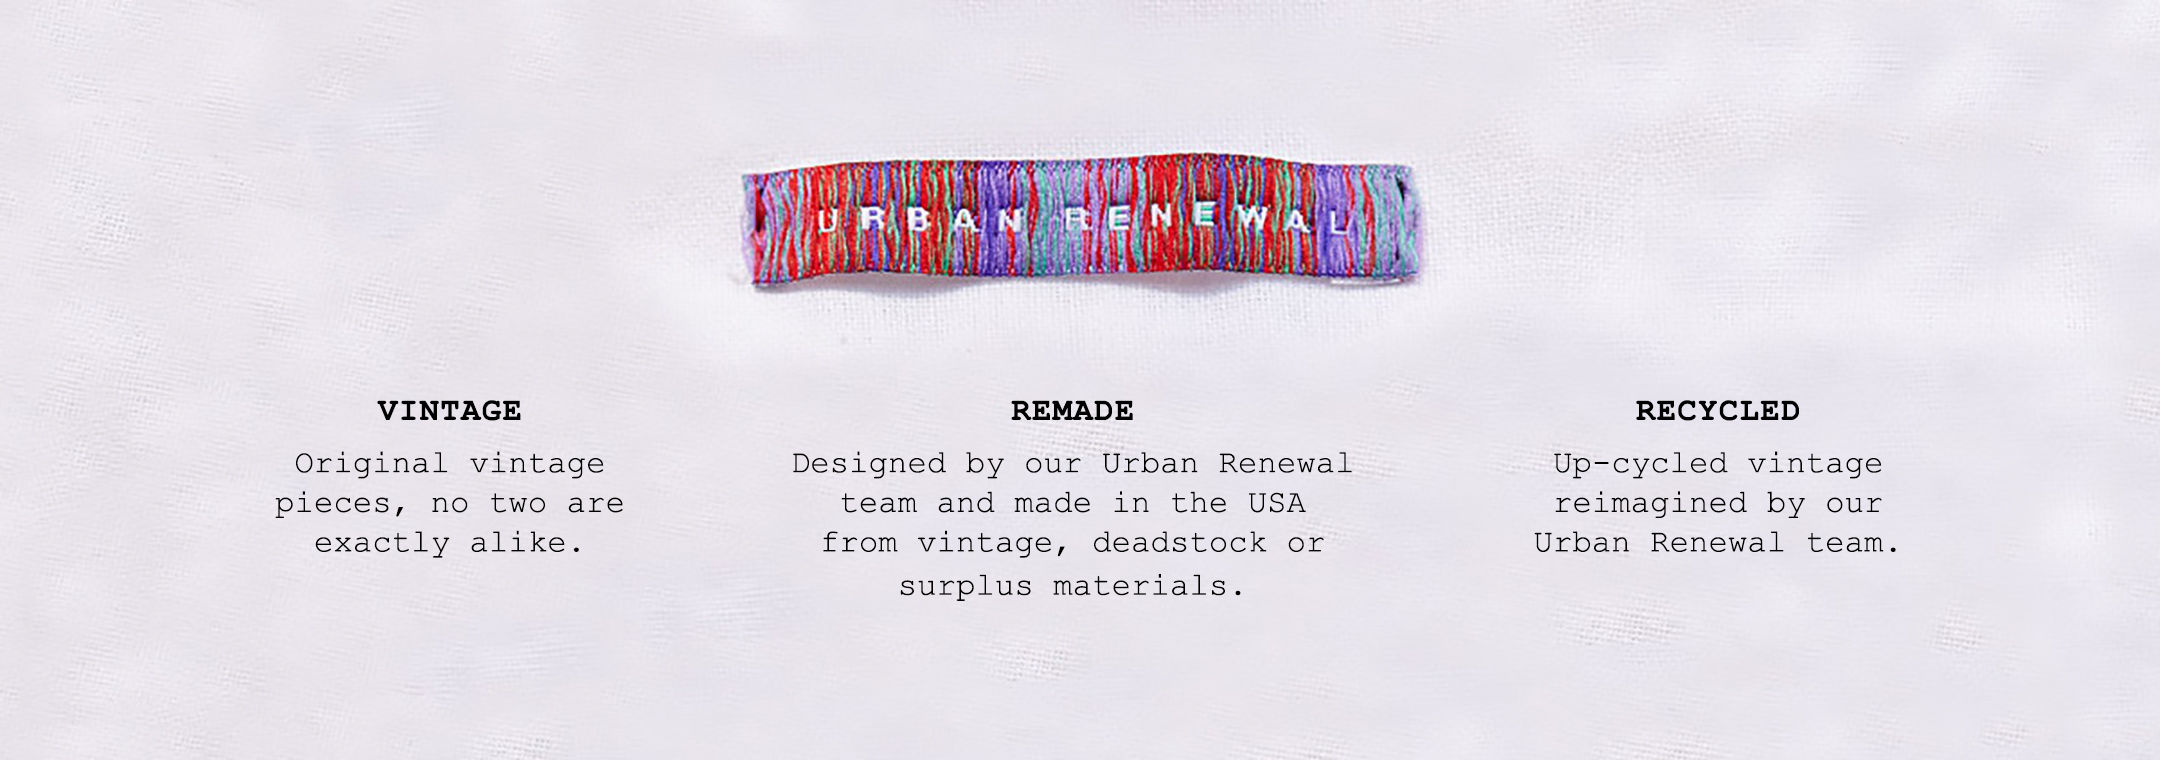 URBAN RENEWAL
VINTAGE
Original vintage
pieces, no two are
exactly alike.
REMADE
Designed by our Urban Renewal
team and made in the USA
from vintage, deadstock or
surplus materials.
RECYCLED
Up-cycled vintage
reimagined by our
Urban Renewal team.